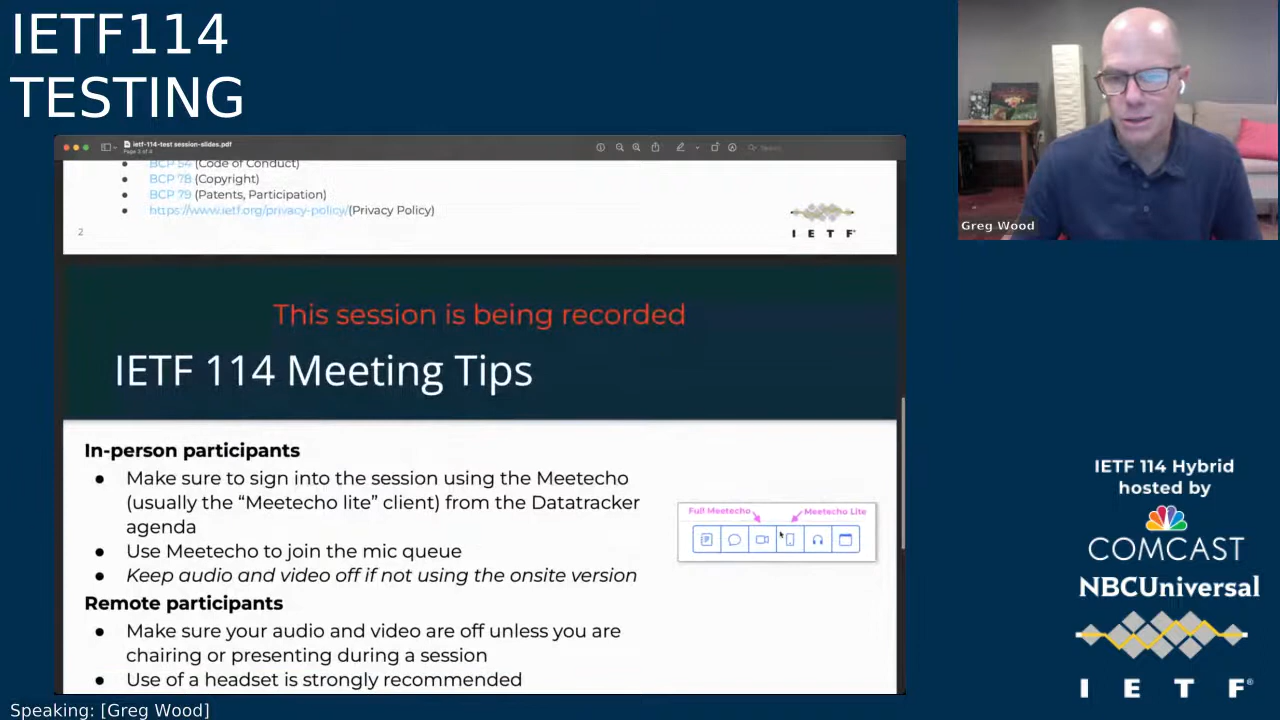 IETF114
TESTING
ietf-114-test session-slides.pdf
Page 3 of 4
Search
BCP 54 (Code of Conduct)
BCP 78 (Copyright)
BCP 79 (Patents, Participation)
https://www.ietf.org/privacy-policy/(Privacy Policy)
2
I E T F
This session is being recorded
IETF 114 Meeting Tips
In-person participants
Make sure to sign into the session using the Meetecho
(usually the “Meetecho lite” client) from the Datatracker
agenda
Use Meetecho to join the mic queue
Keep audio and video off if not using the onsite version
Remote participants
Make sure your audio and video are off unless you are
chairing or presenting during a session
Use of a headset is strongly recommended
Full Meetecho
Meetecho Lite
Greg Wood
IETF 114 Hybrid
hosted by
COMCAST
NBCUniversal
I E T F®
Speaking: [Greg Wood]